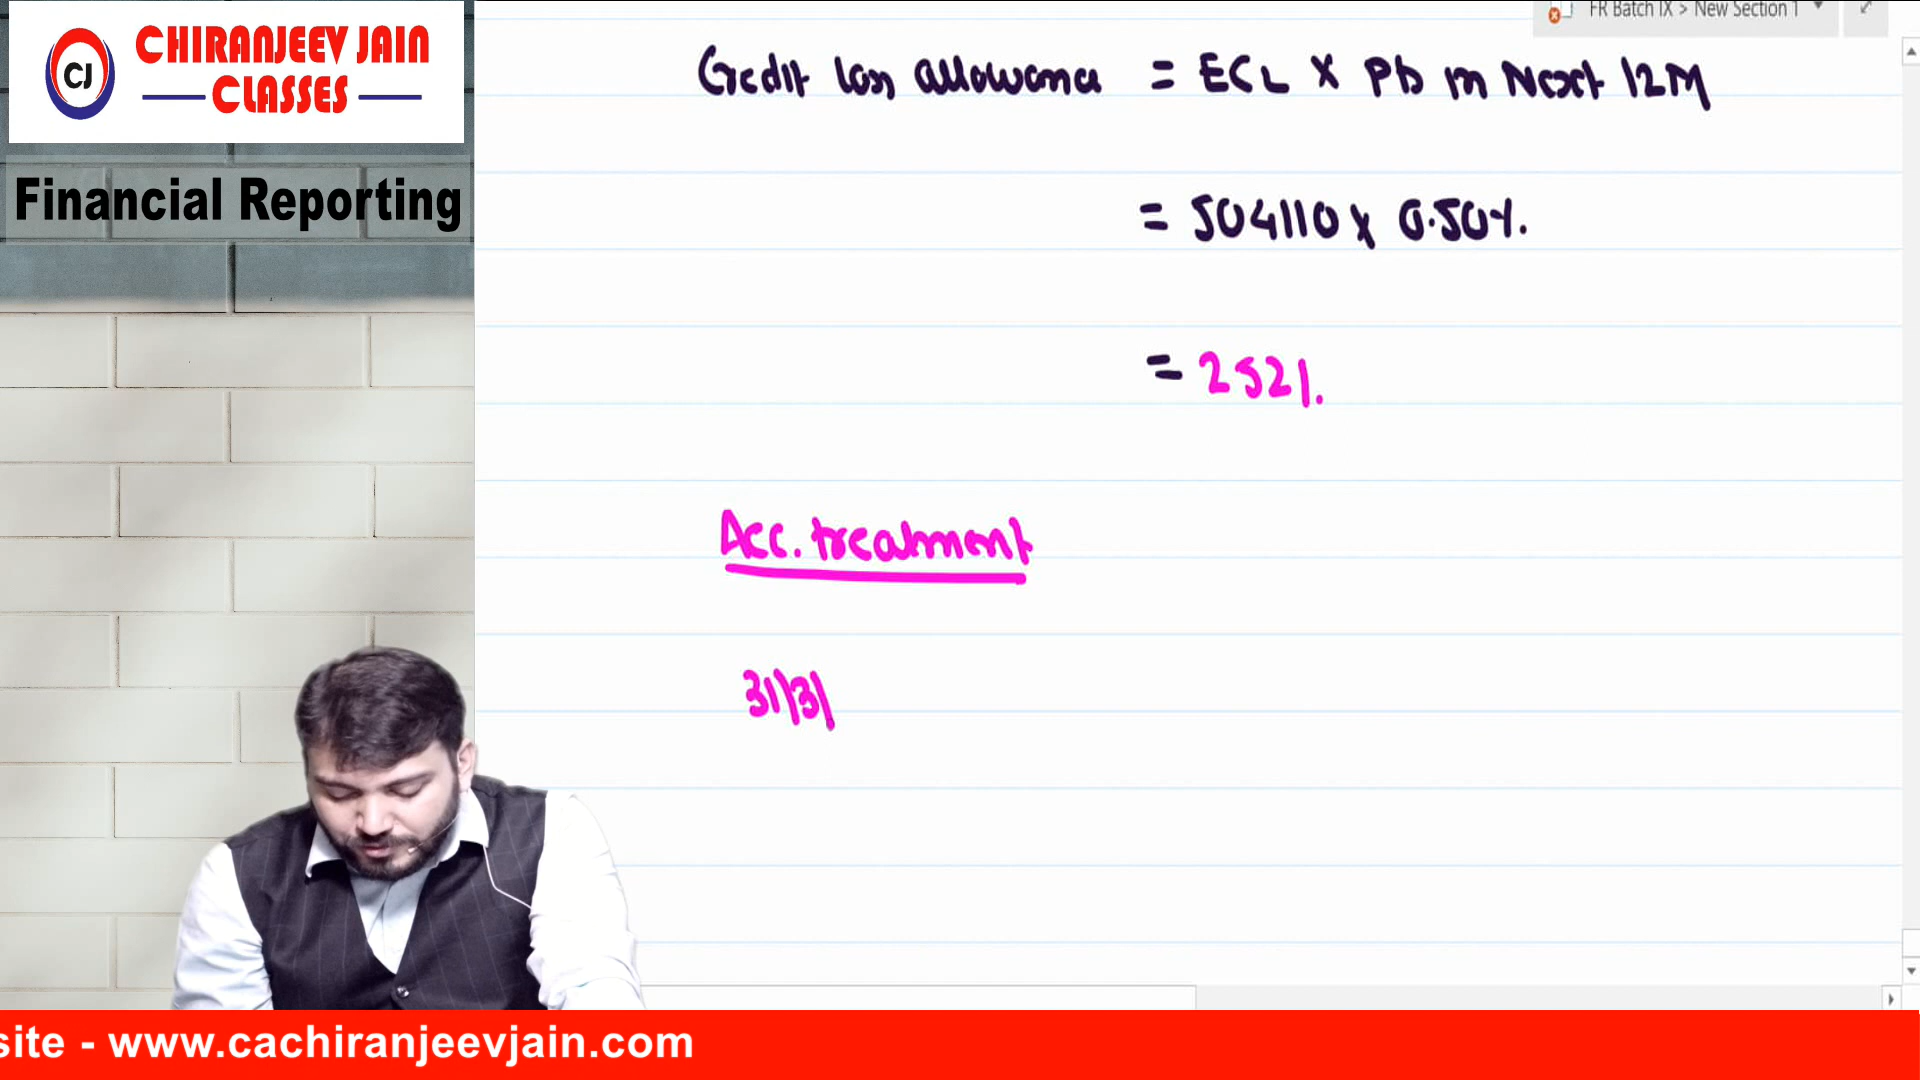 FR Batch IX > New Section 1
CJ
CHIRANJEEV JAIN
CLASSES
Financial Reporting
Credit loss allowance = ECL X PD in Next 12M
= 504110 x 0.50%.
= 2521.
Acc. treatment
31/3/
site - www.cachiranjeevjain.com